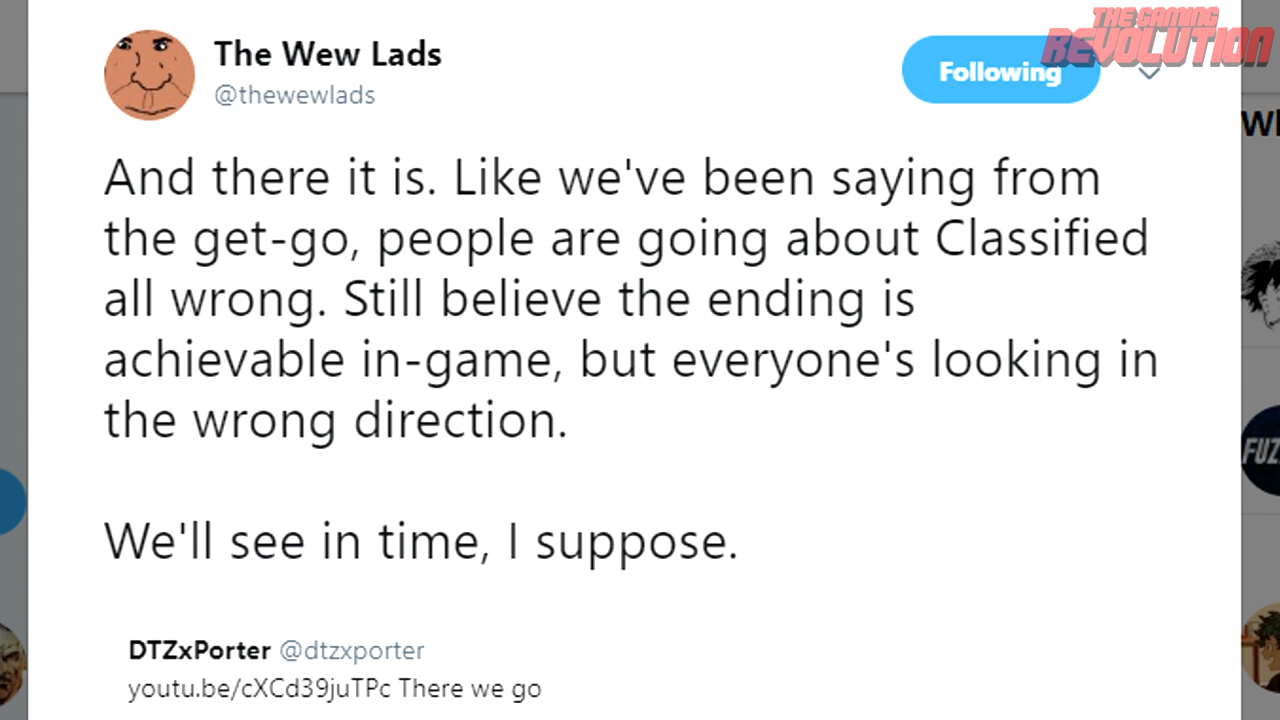 THE GAMING
REVOLUTION
The Wew Lads
@thewewlads
Following
And there it is. Like we've been saying from
the get-go, people are going about Classified
all wrong. Still believe the ending is
achievable in-game, but everyone's looking in
the wrong direction.
We'll see in time, I suppose.
DTZxPorter @dtzxporter
youtu.be/cXCd39juTPc There we go